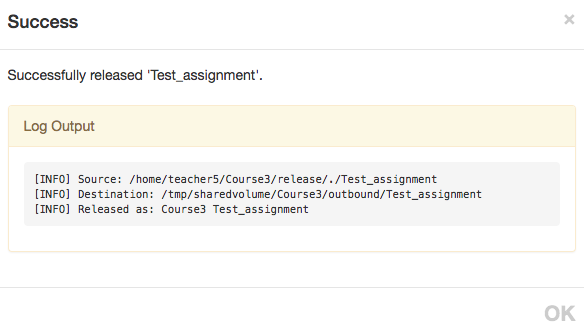 Success
×
Successfully released 'Test_assignment'.
Log Output
[INFO] Source: /home/teacher5/Course3/release/./Test_assignment
[INFO] Destination: /tmp/sharedvolume/Course3/outbound/Test_assignment
[INFO] Released as: Course3 Test_assignment
OK